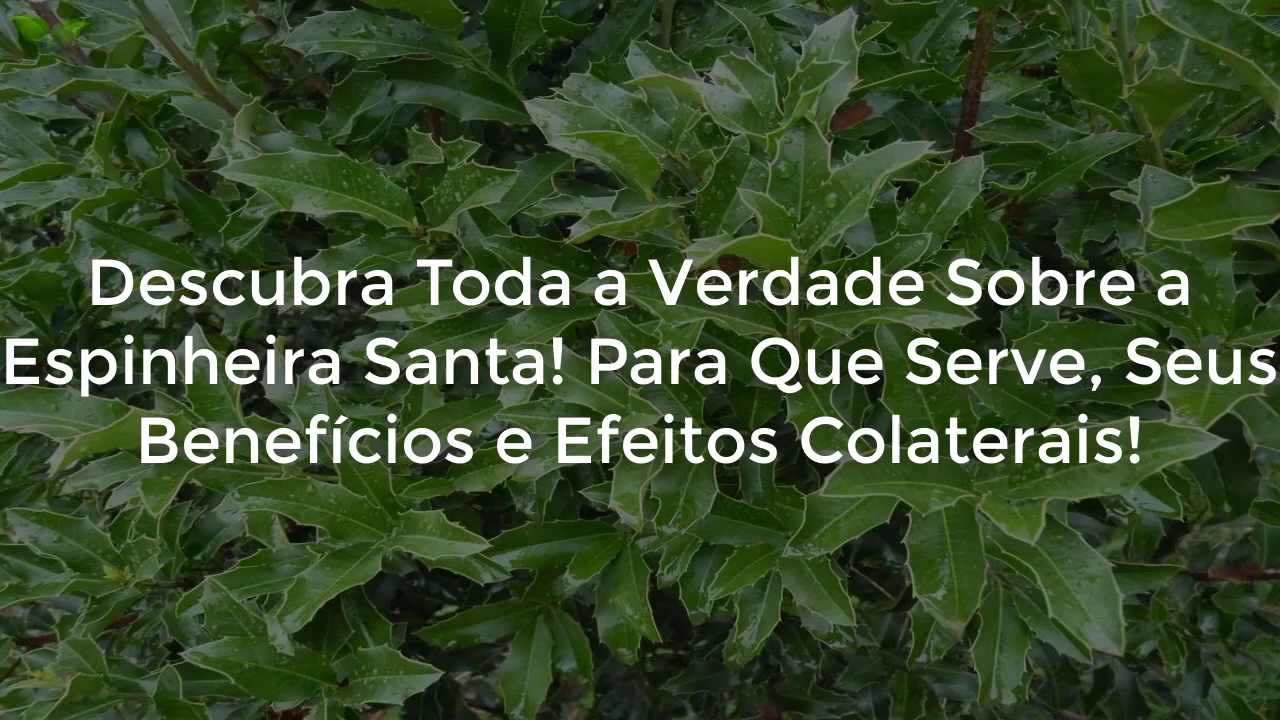 Descubra Toda a Verdade Sobre a
Espinheira Santa! Para Que Serve, Seus
Benefícios e Efeitos Colaterais!